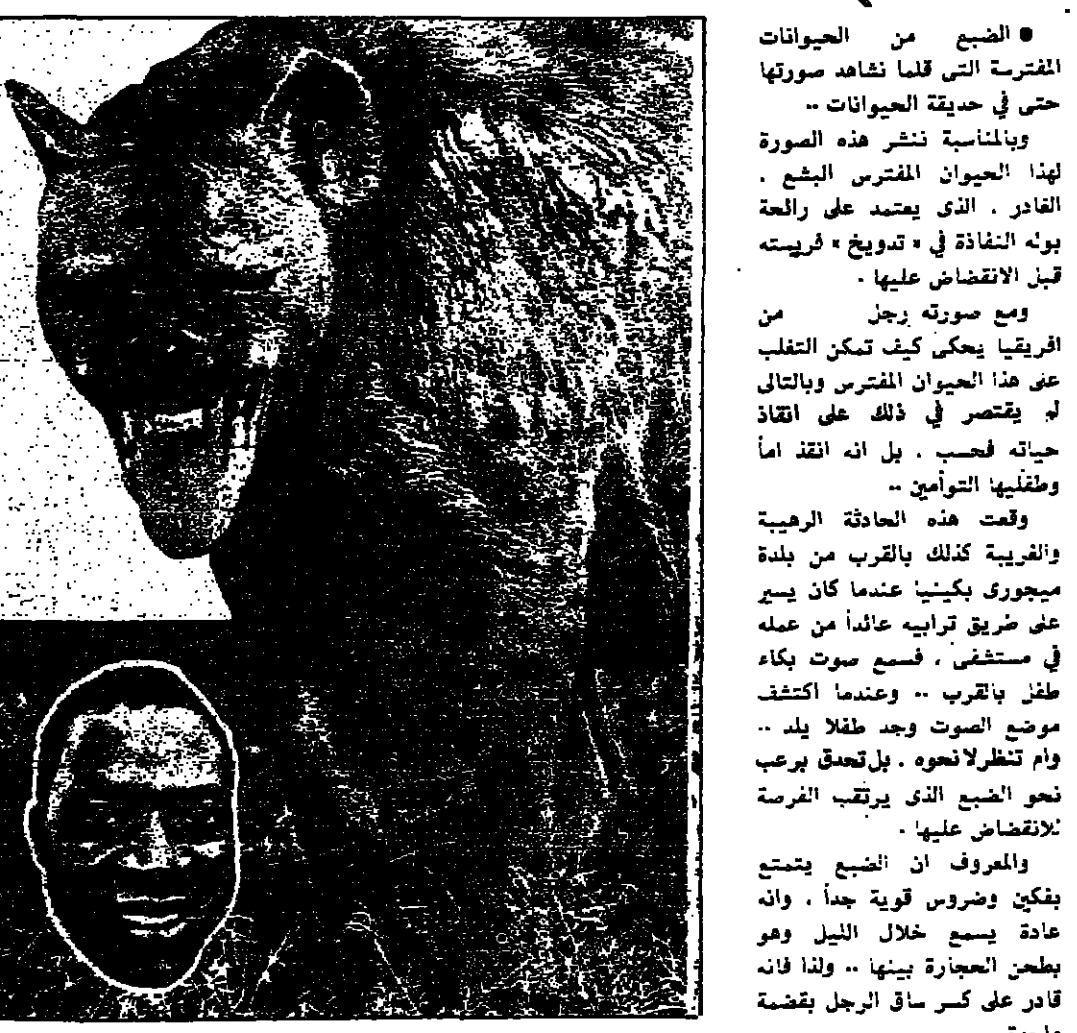 ● الضبع من الحيوانات
المفترسة التى قلما نشاهد صورتها
حتى في حديقة الحيوانات ..
وبالمناسبة ننشر هذه الصورة
لهذا الحيوان المفترس البشع .
الغادر . الذى يعتمد على رائحة
بوله النفاذة في « تدويخ » فريسته
قبل الانقضاض عليها .
ومع صورته رجل من
افريقيا يحكى كيف تمكن التغلب
على هذا الحيوان المفترس وبالتالى
لم يقتصر في ذلك على انقاذ
حياته فحسب . بل انه انقذ اماً
وطفليها التوأمين ..
وقعت هذه الحادثة الرهيبة
والغريبة كذلك بالقرب من بلدة
ميجورى بكينيا عندما كان يسير
على طريق ترابيه عائداً من عمله
في مستشفى . فسمع صوت بكاء
طفل بالقرب .. وعندما اكتشف
موضع الصوت وجد طفلا يلد ..
وام تنظر لا نحوه . بل تحدق برعب
نحو الضبع الذى يرتقب الفرصة
للانقضاض عليها .
والمعروف ان الضبع يتمتع
بفكين وضروس قوية جداً . وانه
عادة يسمع خلال الليل وهو
يطحن الحجارة بينها .. ولذا فانه
قادر على كسر ساق الرجل بقضمة